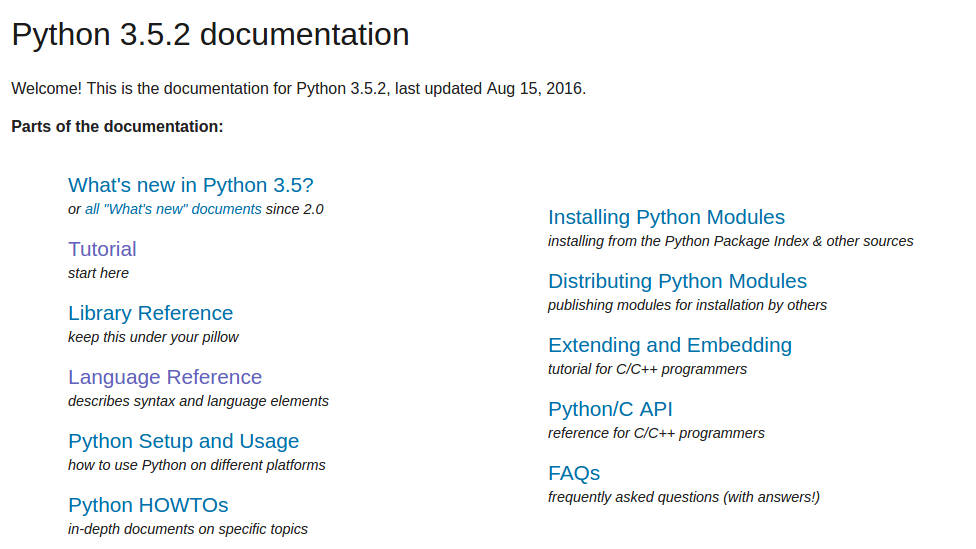 Python 3.5.2 documentation
Welcome! This is the documentation for Python 3.5.2, last updated Aug 15, 2016.
Parts of the documentation:
What's new in Python 3.5?
or all "What's new" documents since 2.0
Tutorial
start here
Library Reference
keep this under your pillow
Language Reference
describes syntax and language elements
Python Setup and Usage
how to use Python on different platforms
Python HOWTOs
in-depth documents on specific topics
Installing Python Modules
installing from the Python Package Index & other sources
Distributing Python Modules
publishing modules for installation by others
Extending and Embedding
tutorial for C/C++ programmers
Python/C API
reference for C/C++ programmers
FAQs
frequently asked questions (with answers!)